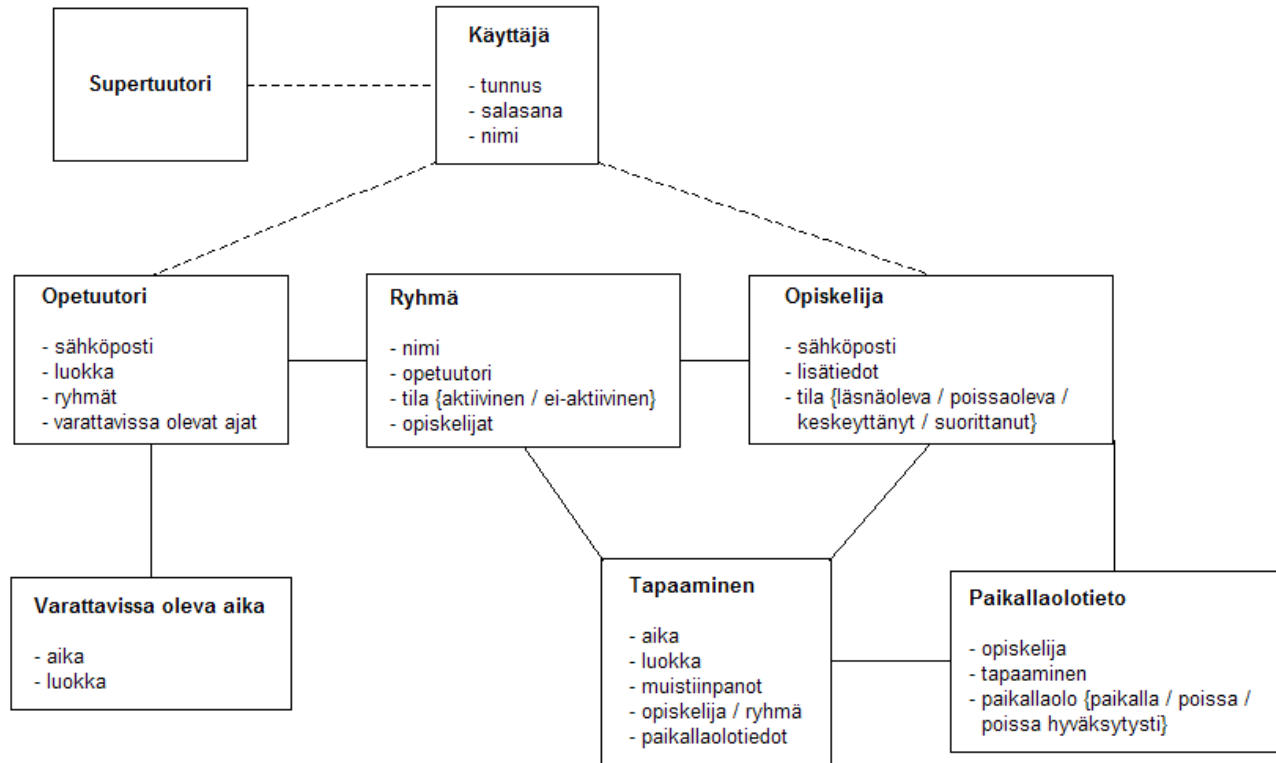 Supertuutori
Käyttäjä
- tunnus
- salasana
- nimi
Opetuutori
- sähköposti
- luokka
- ryhmät
- varattavissa olevat ajat
Ryhmä
- nimi
- opetuutori
- tila {aktiivinen / ei-aktiivinen}
- opiskelijat
Opiskelija
- sähköposti
- lisätiedot
- tila {läsnäoleva / poissaoleva /
keskeyttänyt / suorittanut}
Varattavissa oleva aika
- aika
- luokka
Tapaaminen
- aika
- luokka
- muistiinpanot
- opiskelija / ryhmä
- paikallaolotiedot
Paikallaolotieto
- opiskelija
- tapaaminen
- paikallaolo {paikalla / poissa /
poissa hyväksytysti}